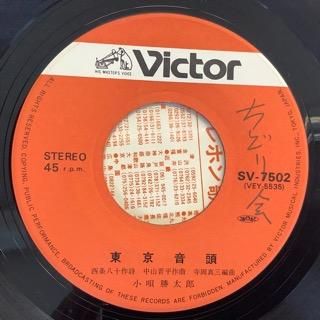 Victor
"HIS MASTER'S VOICE"
ちどり会
STEREO
45 r.p.m.
SV-7502
(VEY-5535)
東京音頭
西条八十作詩 中山晋平作曲 寺岡真三編曲
小唄勝太郎
ALL RIGHTS RESERVED. COPYING, PUBLIC PERFORMANCE, BROADCASTING OF THESE RECORDS ARE FORBIDDEN. MANUFACTURED BY VICTOR MUSICAL INDUSTRIES, INC. TOKYO, JAPAN.